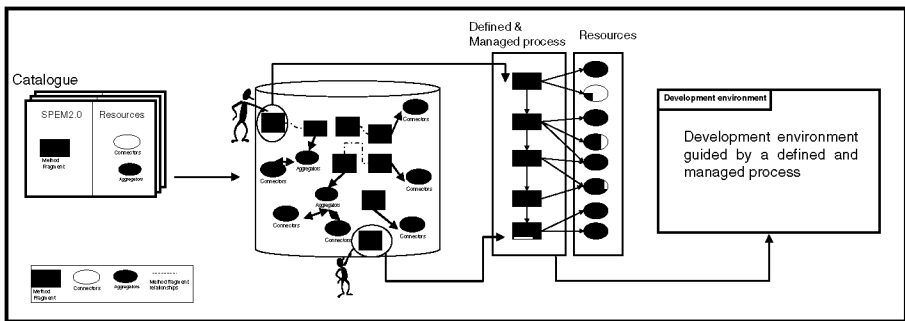 Catalogue
SPEM2.0
Resources
Method
Fragment
Connectors
Aggregators
Method
Fragment
Connectors
Aggregators
Method fragment
relationships
Connectors
Connectors
Aggregators
Connectors
Aggregators
Connectors
Connectors
Connectors
Defined &
Managed process
Resources
Development environment
Development environment
guided by a defined and
managed process